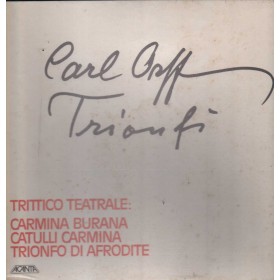 Carl Orff
Trionfi
TRITTICO TEATRALE:
CARMINA BURANA
CATULLI CARMINA
TRIONFO DI AFRODITE
ACANTA